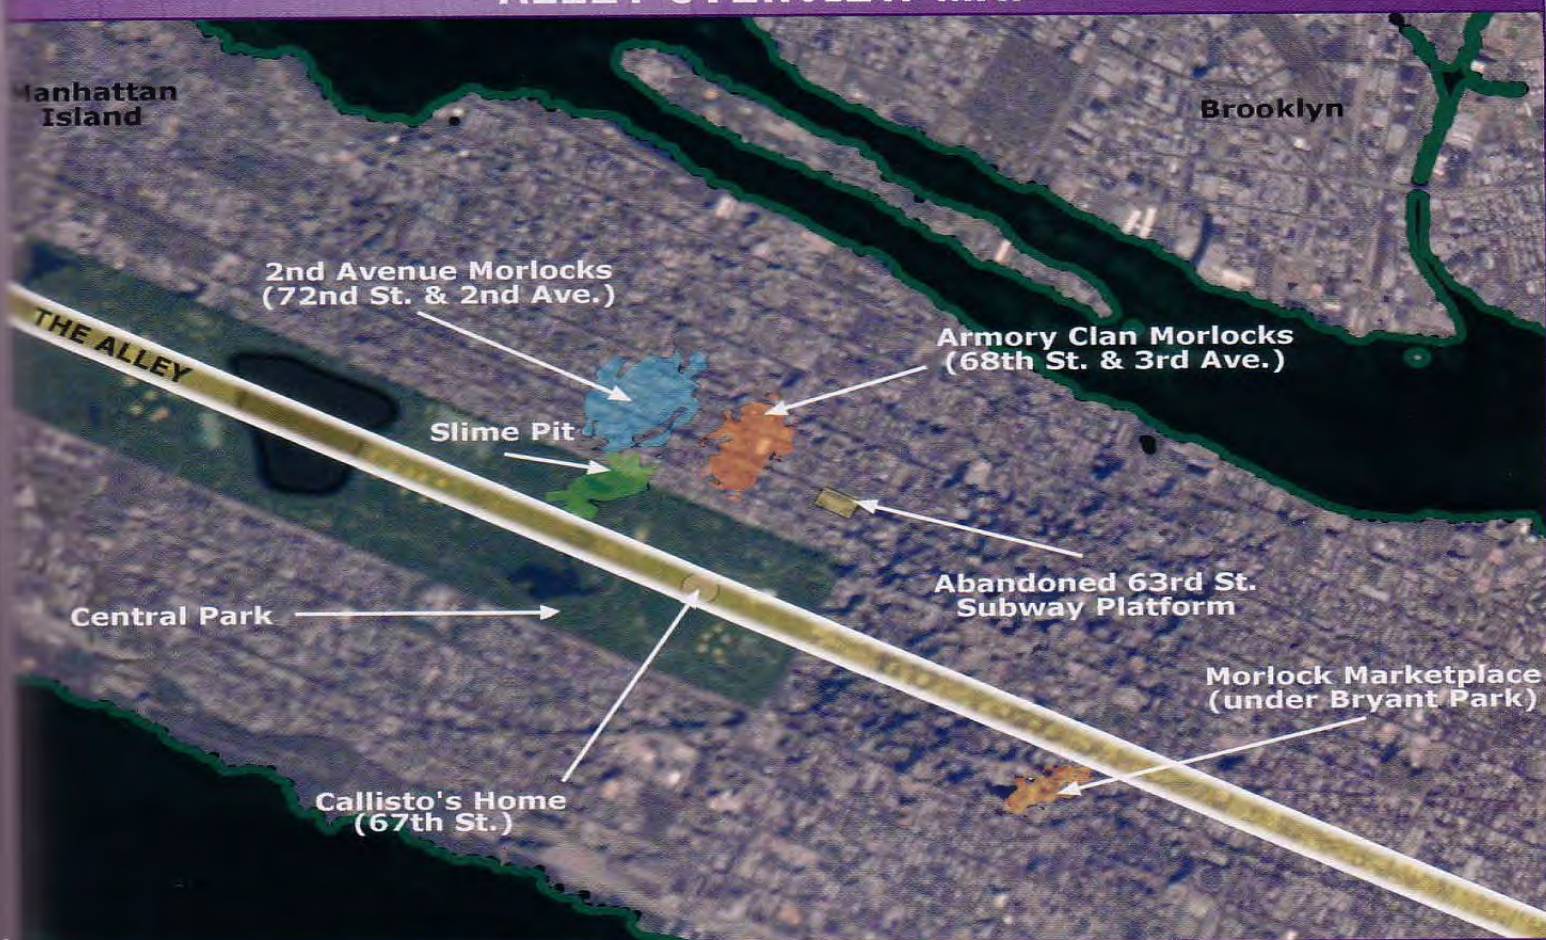 Manhattan
Island
Brooklyn
2nd Avenue Morlocks
(72nd St. & 2nd Ave.)
THE ALLEY
Armory Clan Morlocks
(68th St. & 3rd Ave.)
Slime Pit
Abandoned 63rd St.
Subway Platform
Central Park
Morlock Marketplace
(under Bryant Park)
Callisto's Home
(67th St.)